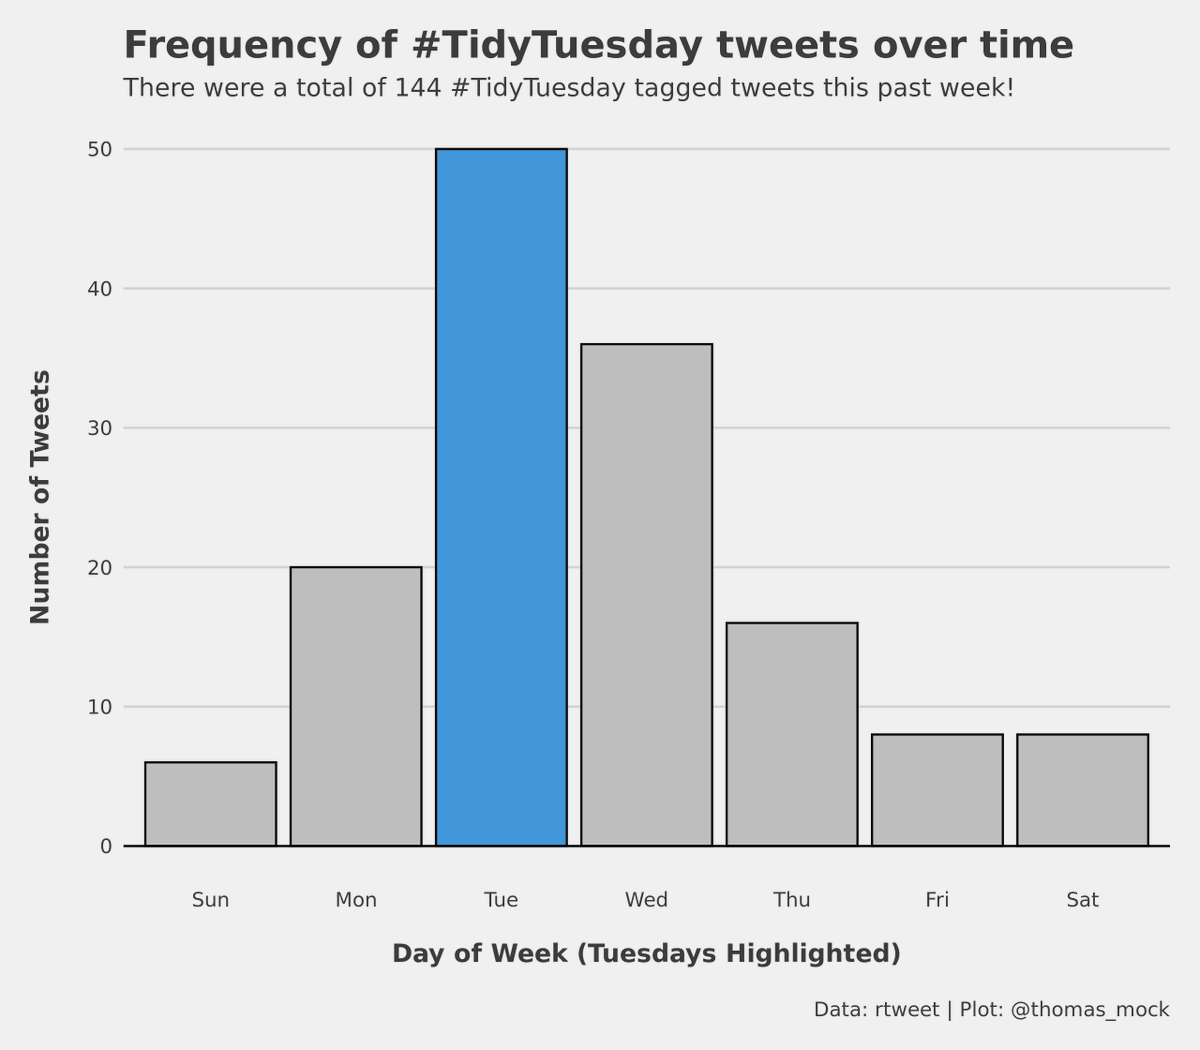 Frequency of #TidyTuesday tweets over time
There were a total of 144 #TidyTuesday tagged tweets this past week!
50
40
30
20
10
0
Number of Tweets
Sun Mon Tue Wed Thu Fri Sat
Day of Week (Tuesdays Highlighted)
Data: rtweet | Plot: @thomas_mock